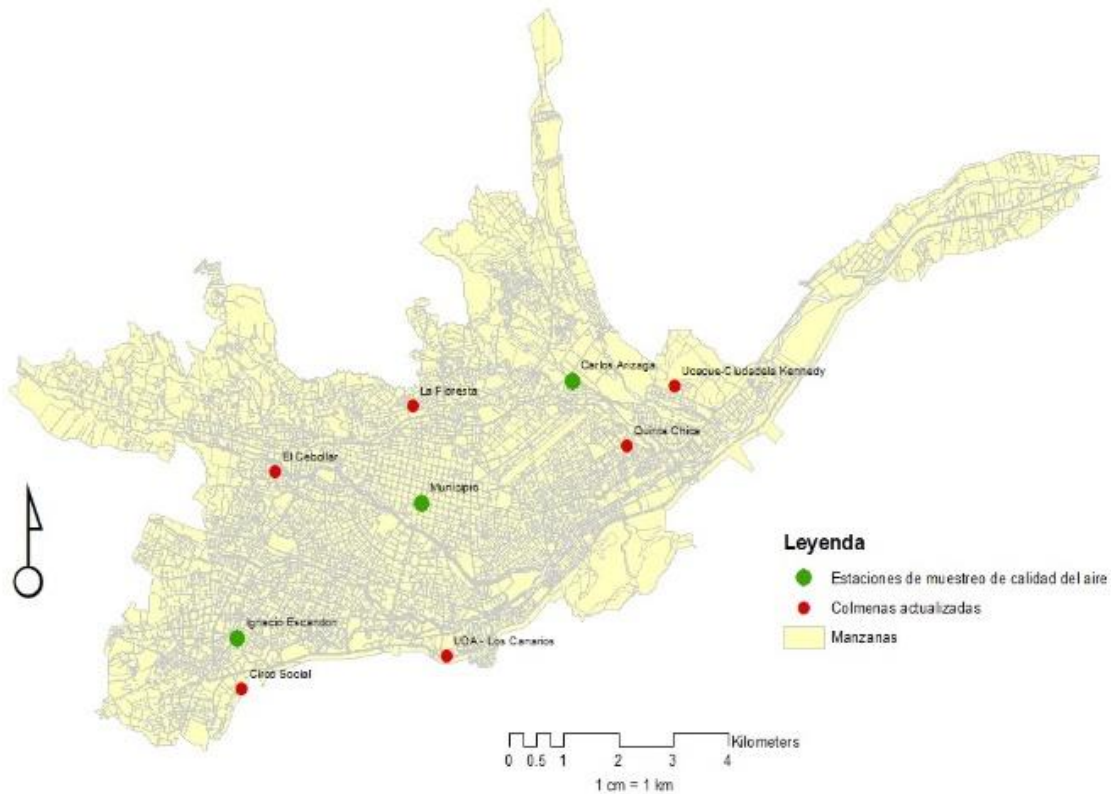 Carlos Arizaga
Ucacue-Ciudadela Kennedy
La Floresta
Quinta Chica
El Cebollar
Municipio
Leyenda
Estaciones de muestreo de calidad del aire
Colmenas actualizadas
Manzanas
Ignacio Escandon
UDA - Los Canarios
Circo Social
Kilometers
0 0.5 1 2 3 4
1 cm = 1 km